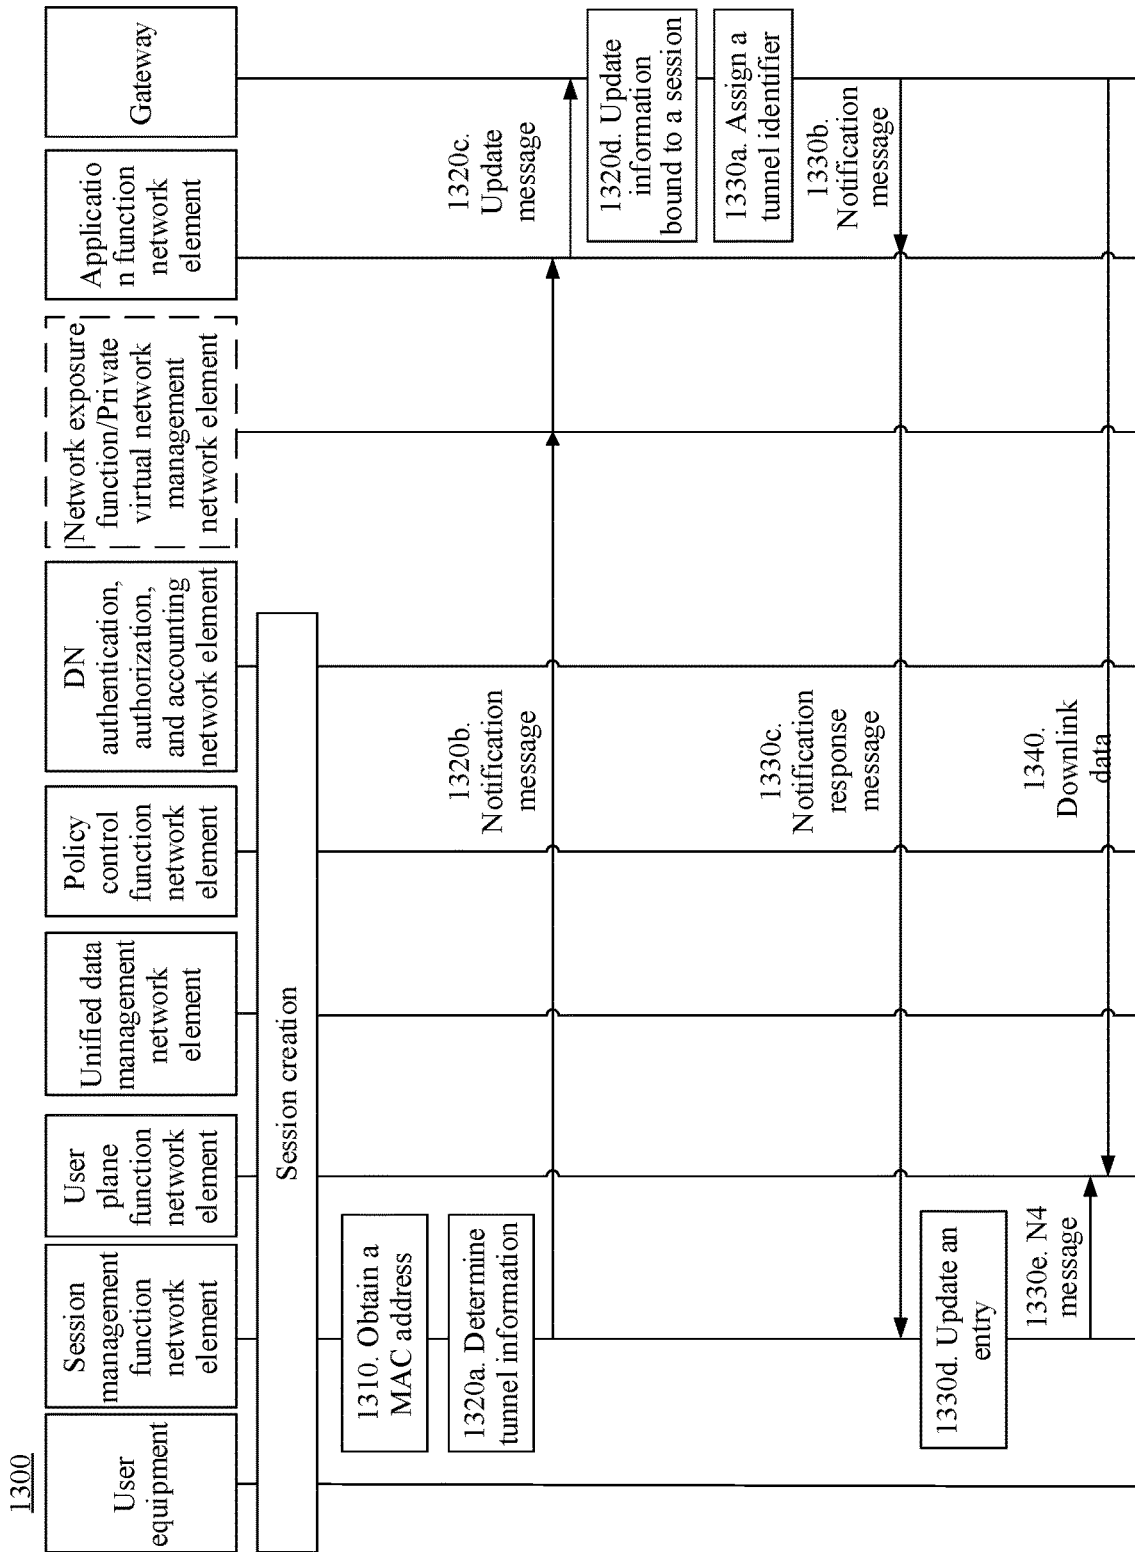 1300
User
equipment
Session
management
function
network
element
User
plane
function
network
element
Unified data
management
network
element
Policy
control
function
network
element
DN
authentication,
authorization,
and accounting
network element
Network exposure
function/Private
virtual network
management
network element
Applicatio
n function
network
element
Gateway
Session creation
1310. Obtain a
MAC address
1320a. Determine
tunnel information
1320b.
Notification
message
1320c.
Update
message
1320d. Update
information
bound to a session
1330a. Assign a
tunnel identifier
1330b.
Notification
message
1330c.
Notification
response
message
1330d. Update an
entry
1330e. N4
message
1340.
Downlink
data